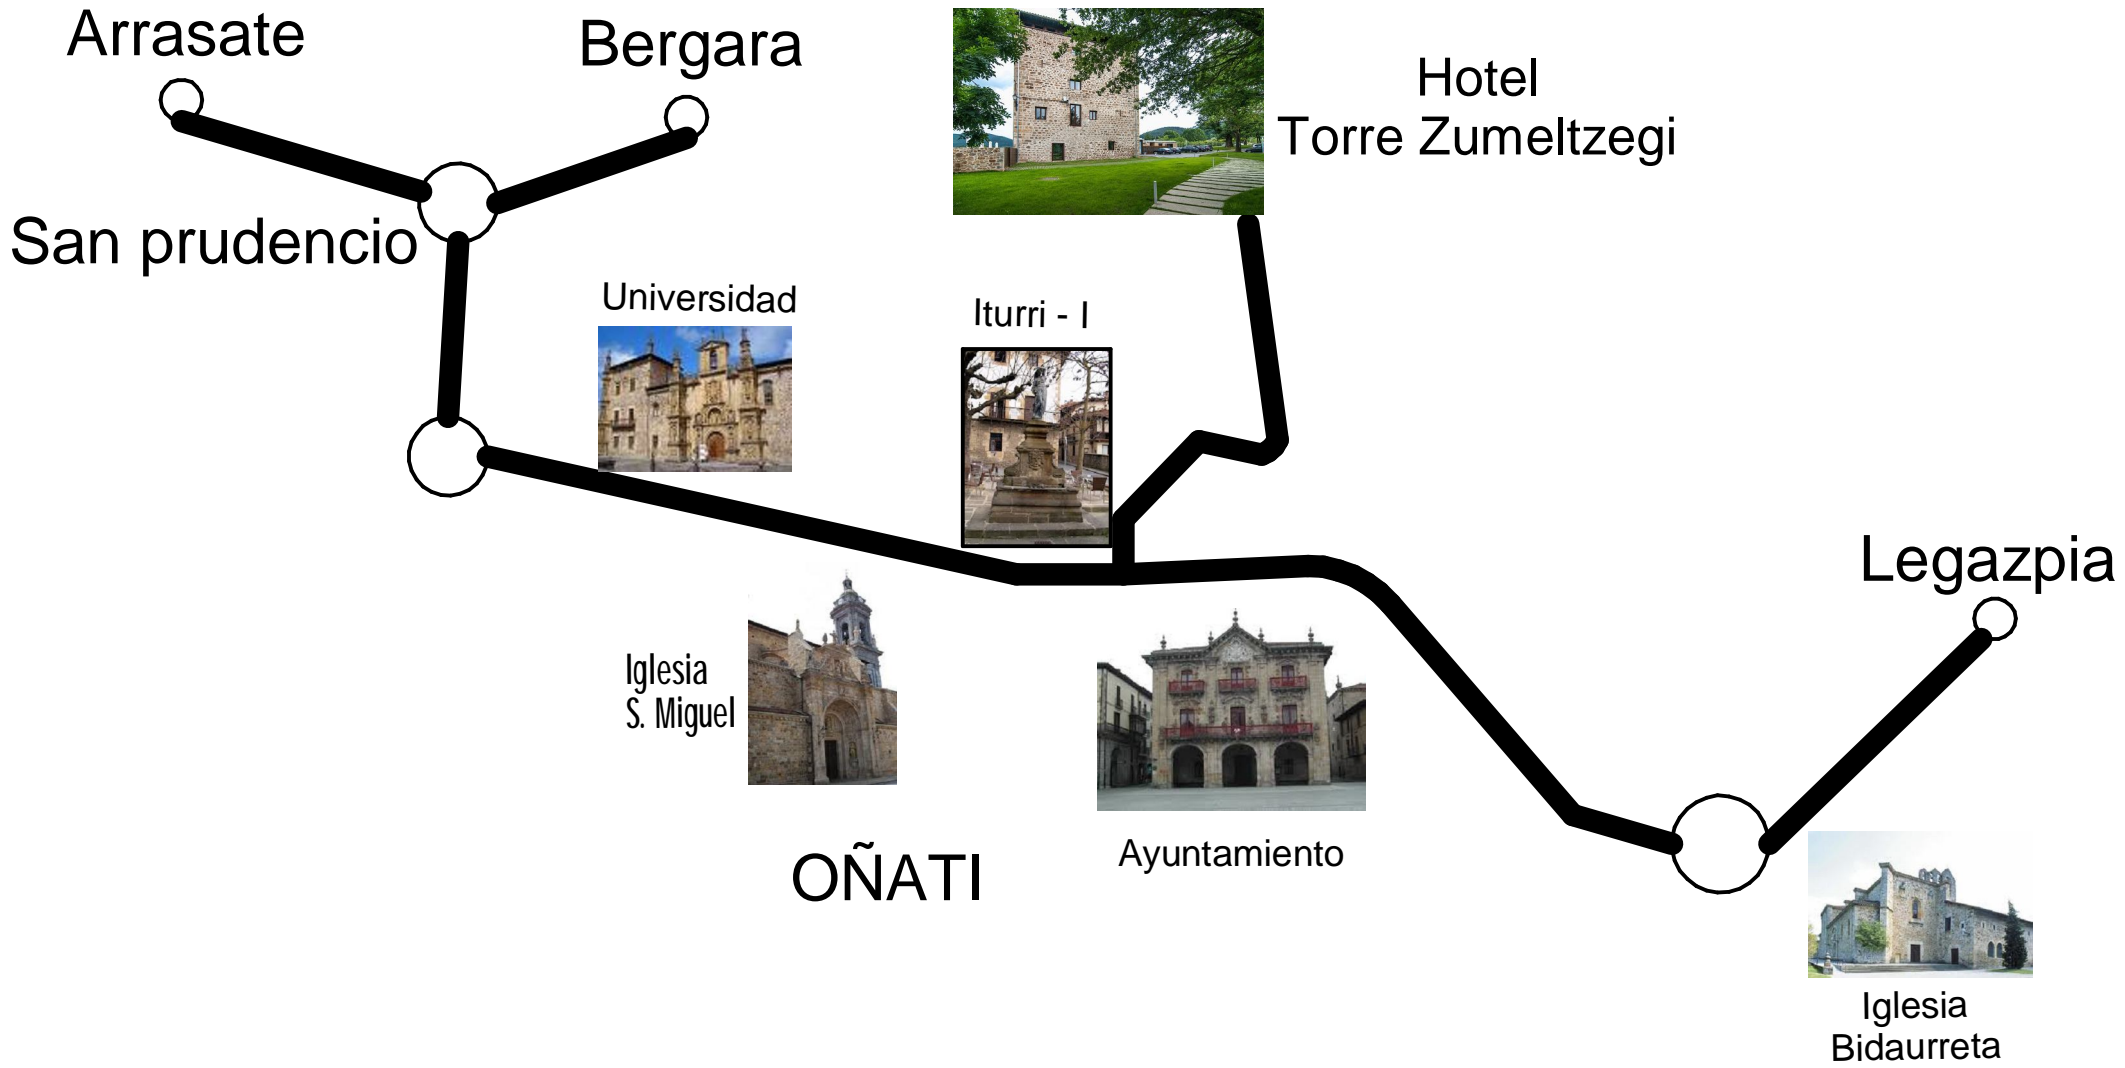 Arrasate
Bergara
Hotel
Torre Zumeltzegi
San prudencio
Universidad
Iturri - I
Legazpia
Iglesia
S. Miguel
Ayuntamiento
OÑATI
Iglesia
Bidaurreta